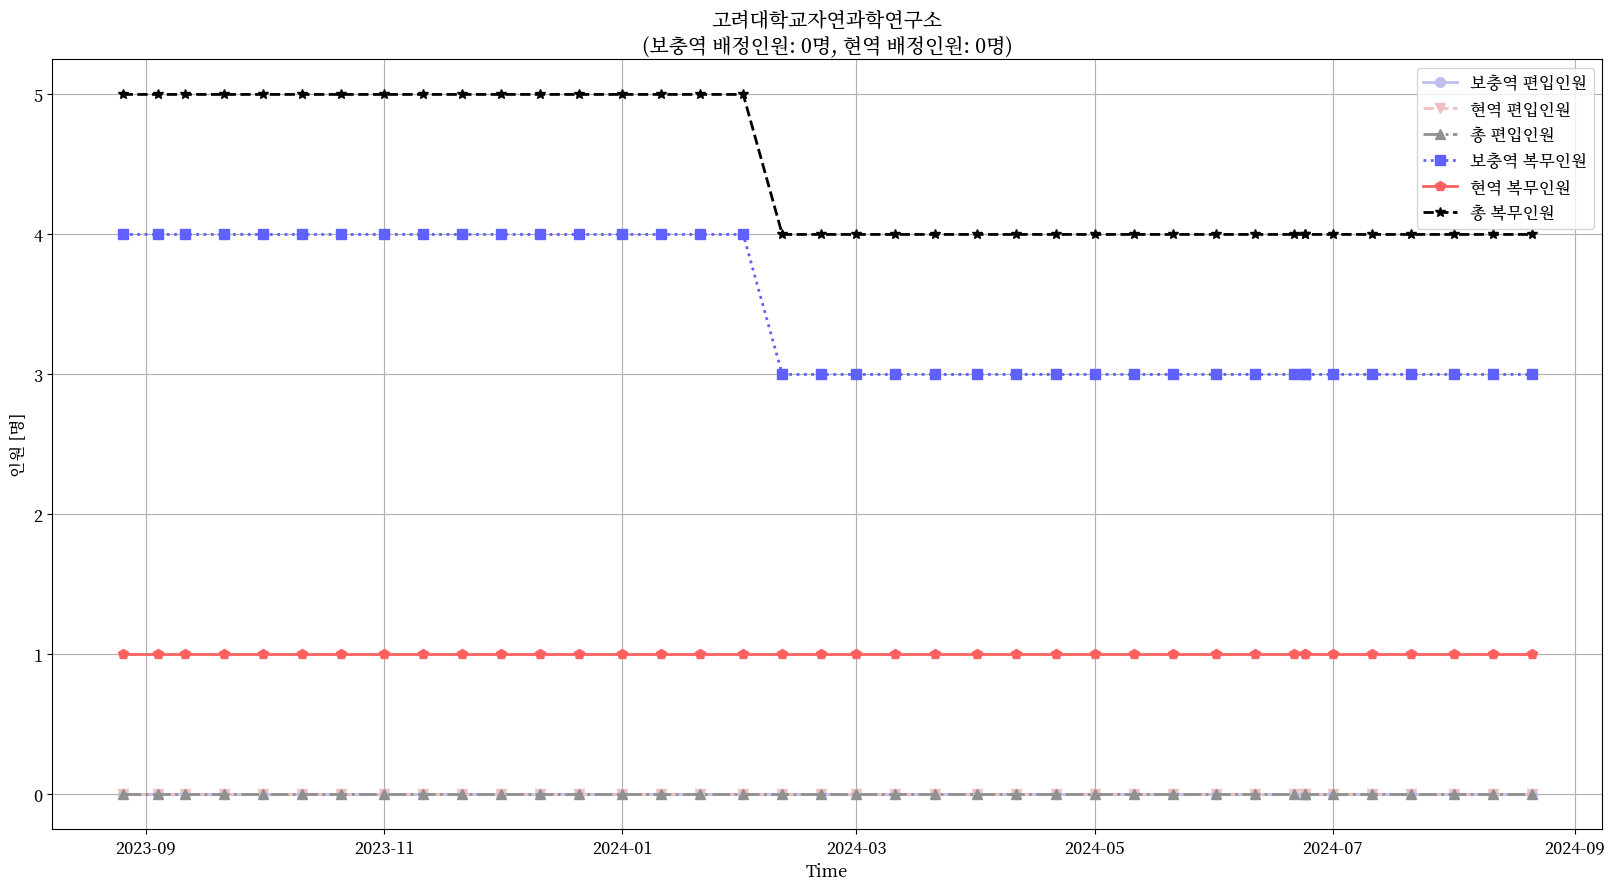 고려대학교자연과학연구소
(보충역 배정인원: 0명, 현역 배정인원: 0명)
보충역 편입인원
현역 편입인원
총 편입인원
보충역 복무인원
현역 복무인원
총 복무인원
인원 [명]
5
4
3
2
1
0
2023-09
2023-11
2024-01
2024-03
2024-05
2024-07
2024-09
Time